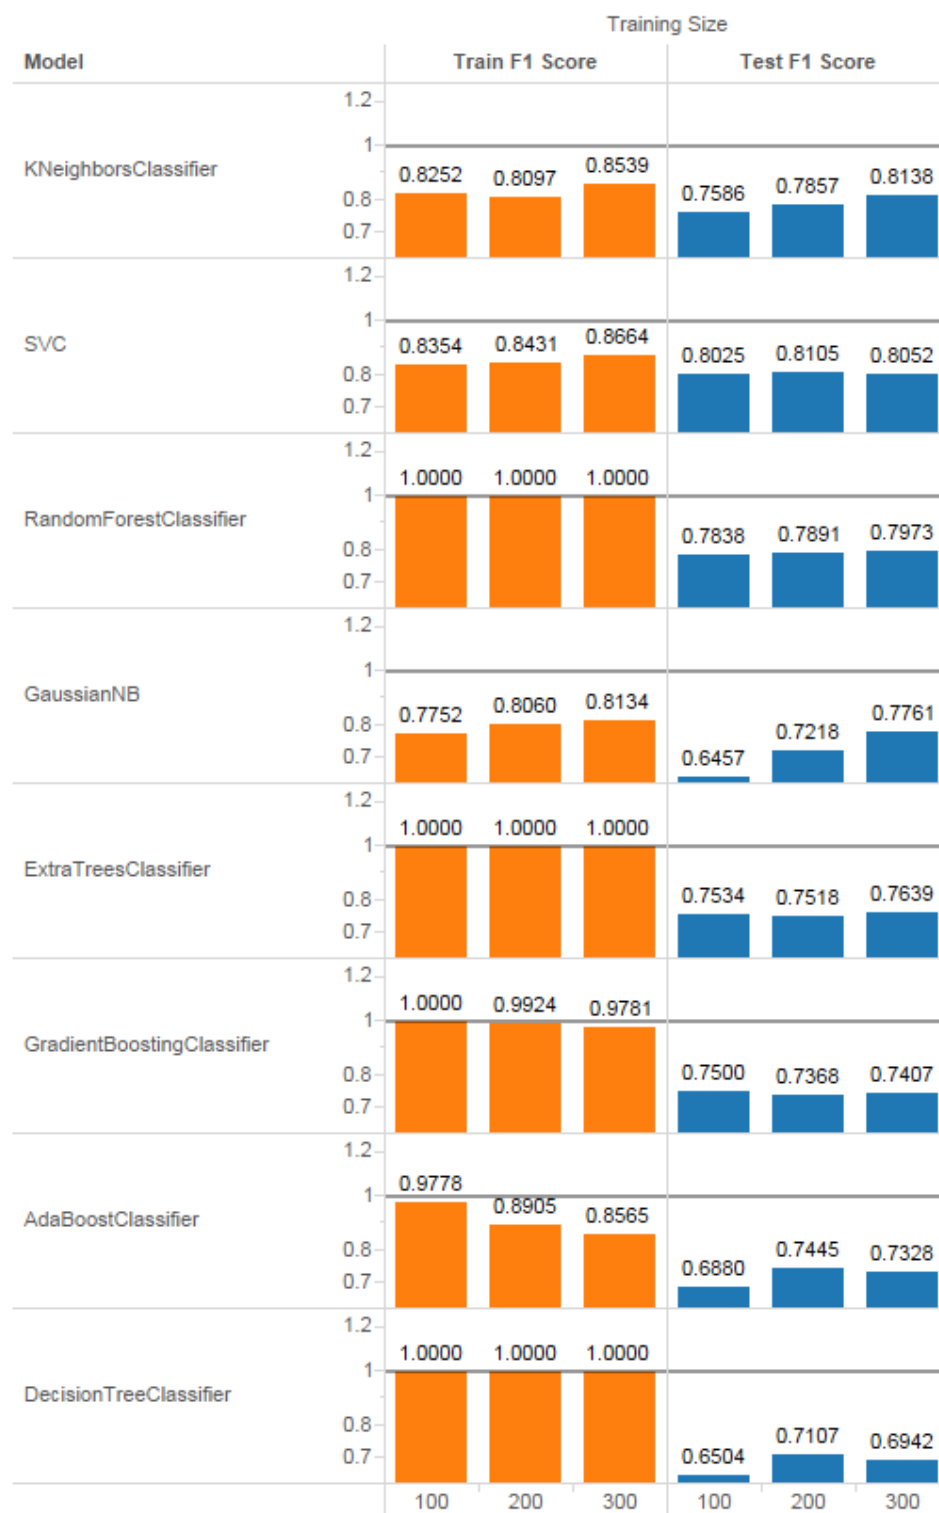 Training Size
Model Train F1 Score Test F1 Score
KNeighborsClassifier
1.2
1
0.8
0.7
0.8252 0.8097 0.8539 0.7586 0.7857 0.8138
SVC
1.2
1
0.8
0.7
0.8354 0.8431 0.8664 0.8025 0.8105 0.8052
RandomForestClassifier
1.2
1
0.8
0.7
1.0000 1.0000 1.0000 0.7838 0.7891 0.7973
GaussianNB
1.2
1
0.8
0.7
0.7752 0.8060 0.8134 0.6457 0.7218 0.7761
ExtraTreesClassifier
1.2
1
0.8
0.7
1.0000 1.0000 1.0000 0.7534 0.7518 0.7639
GradientBoostingClassifier
1.2
1
0.8
0.7
1.0000 0.9924 0.9781 0.7500 0.7368 0.7407
AdaBoostClassifier
1.2
1
0.8
0.7
0.9778 0.8905 0.8565 0.6880 0.7445 0.7328
DecisionTreeClassifier
1.2
1
0.8
0.7
1.0000 1.0000 1.0000 0.6504 0.7107 0.6942
100 200 300 100 200 300